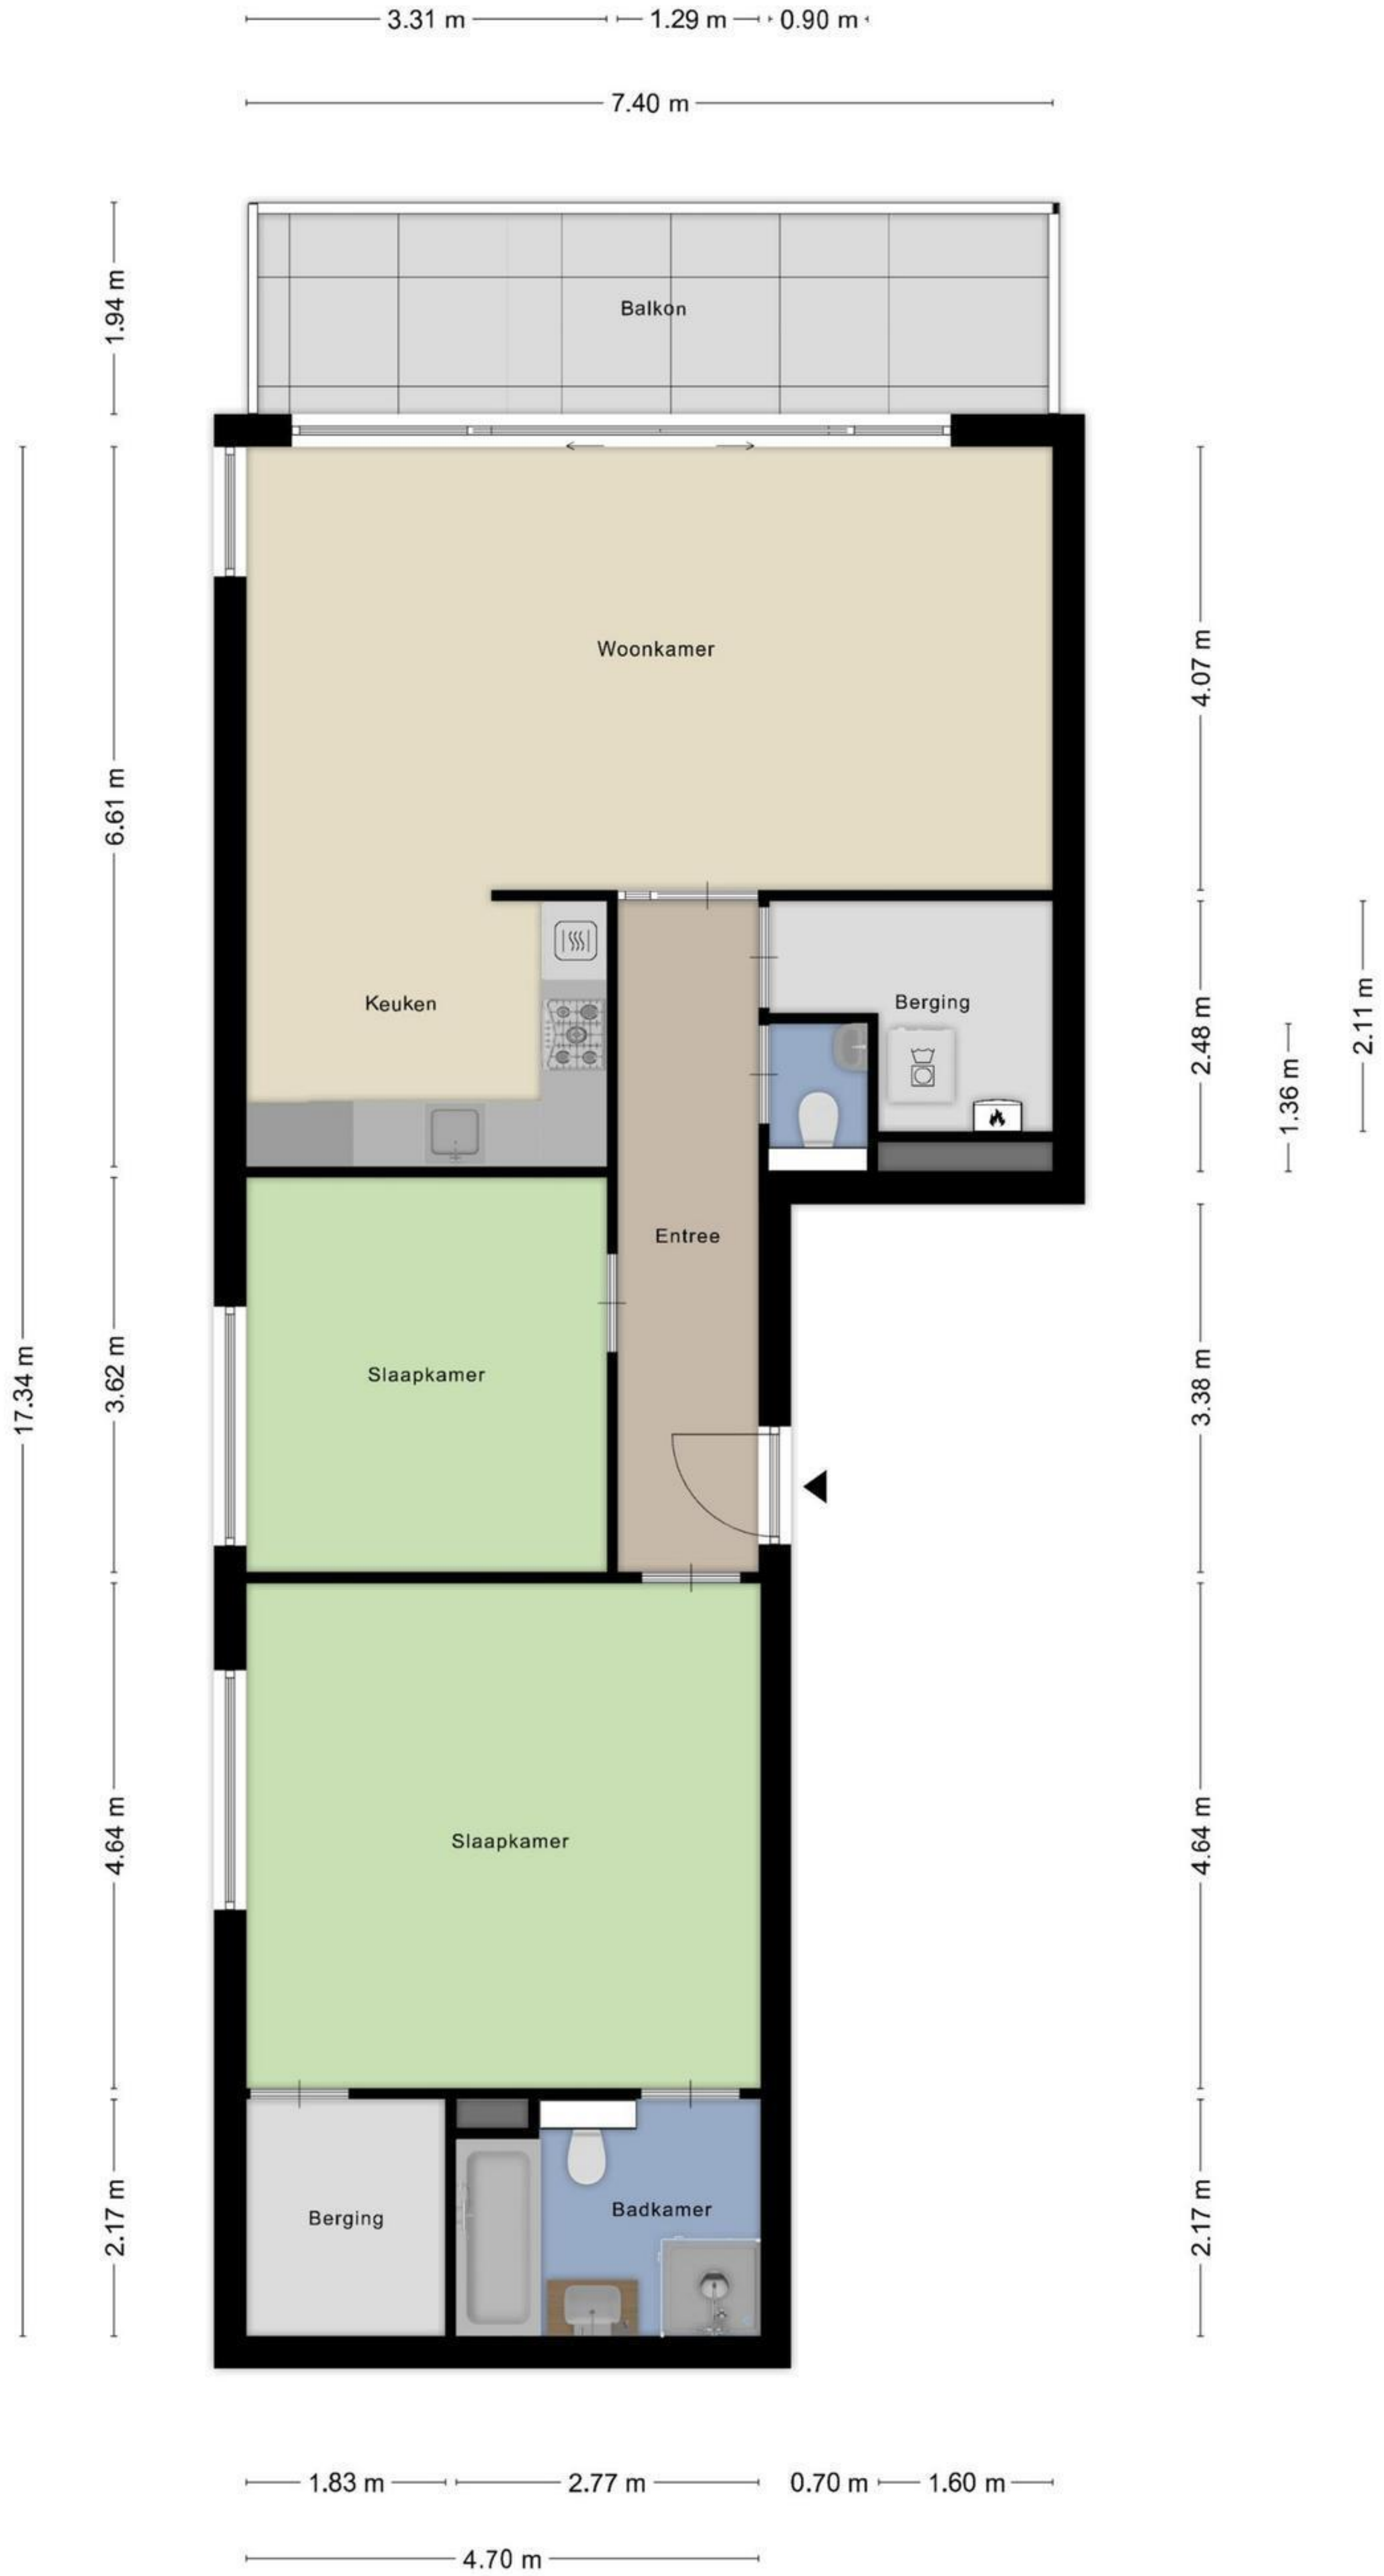 3.31 m
1.29 m
0.90 m
7.40 m
1.94 m
Balkon
Woonkamer
4.07 m
6.61 m
Keuken
Berging
2.48 m
2.11 m
1.36 m
Entree
17.34 m
3.62 m
Slaapkamer
3.38 m
4.64 m
Slaapkamer
4.64 m
2.17 m
Berging
Badkamer
2.17 m
1.83 m
2.77 m
0.70 m
1.60 m
4.70 m